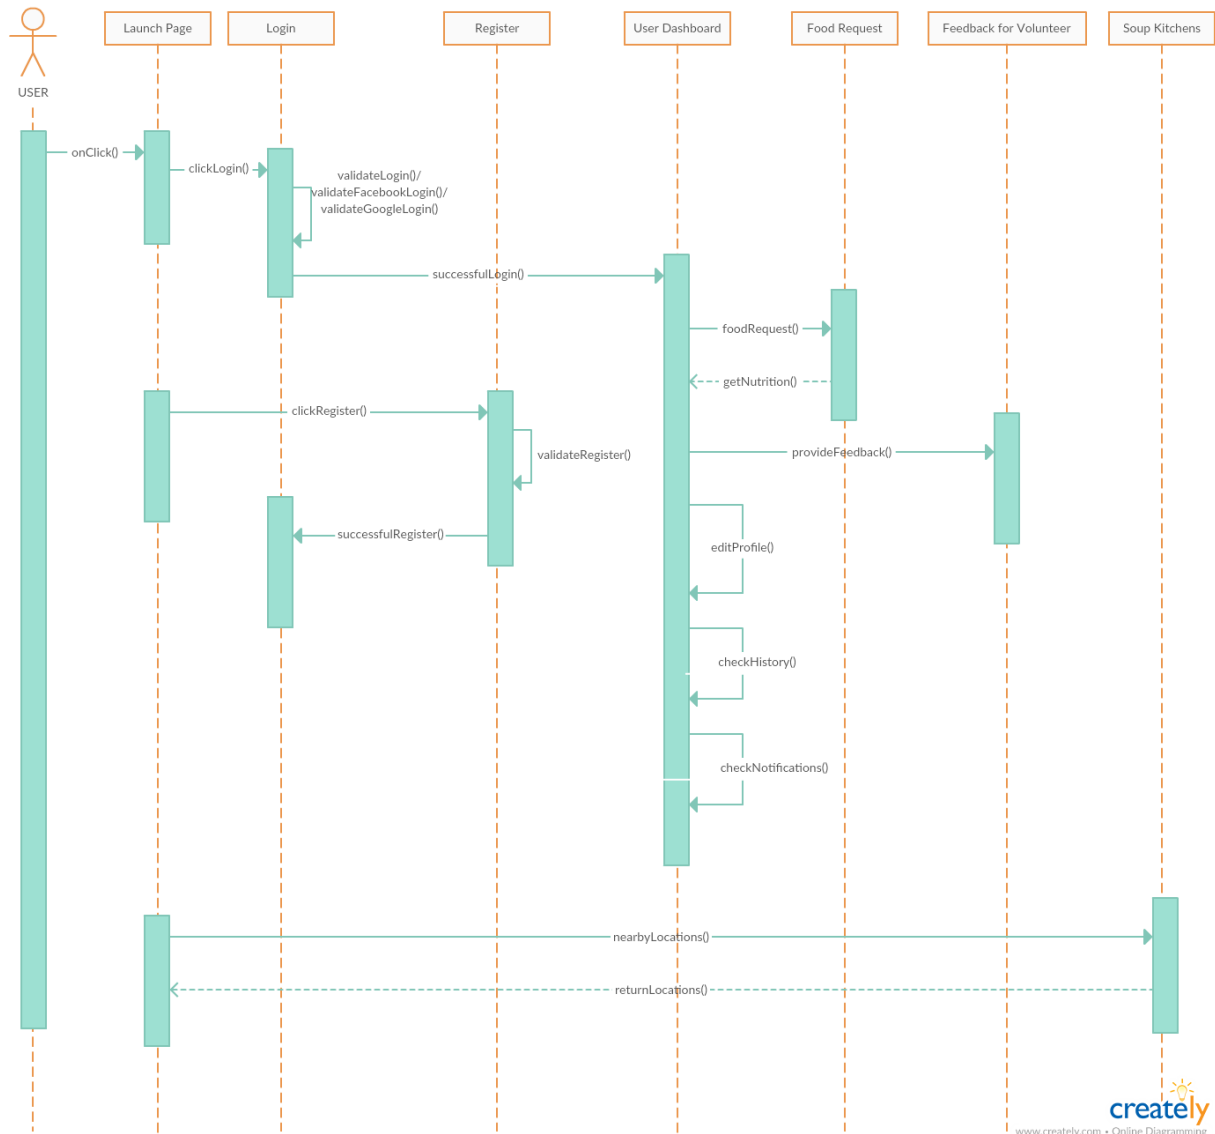 Launch Page
Login
Register
User Dashboard
Food Request
Feedback for Volunteer
Soup Kitchens
USER
onClick()
clickLogin()
validateLogin()/
validateFacebookLogin()/
validateGoogleLogin()
successfulLogin()
foodRequest()
getNutrition()
clickRegister()
provideFeedback()
validateRegister()
successfulRegister()
editProfile()
checkHistory()
checkNotifications()
nearbyLocations()
returnLocations()
creately
www.creately.com • Online Diagramming